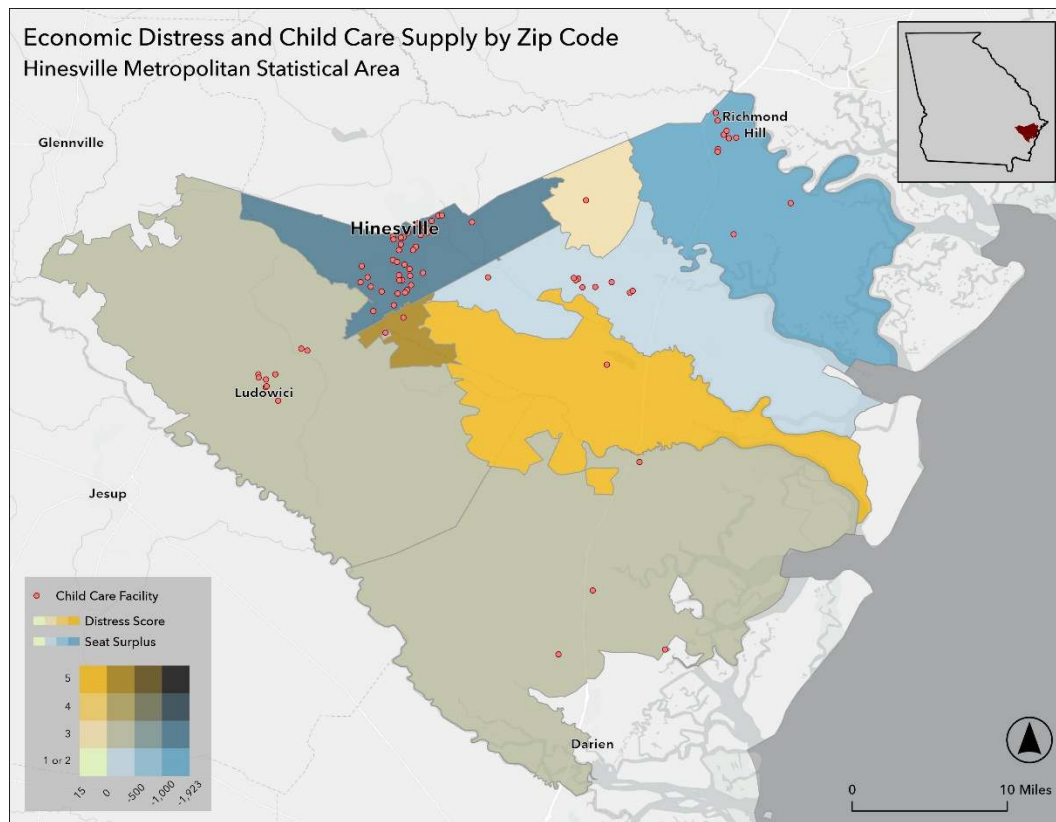 Economic Distress and Child Care Supply by Zip Code
Hinesville Metropolitan Statistical Area
Richmond
Hill
Glennville
Hinesville
Ludowici
Jesup
Darien
Child Care Facility
Distress Score
Seat Surplus
5
4
3
1 or 2
15
0
-500
-1,000
-1,923
0
10 Miles